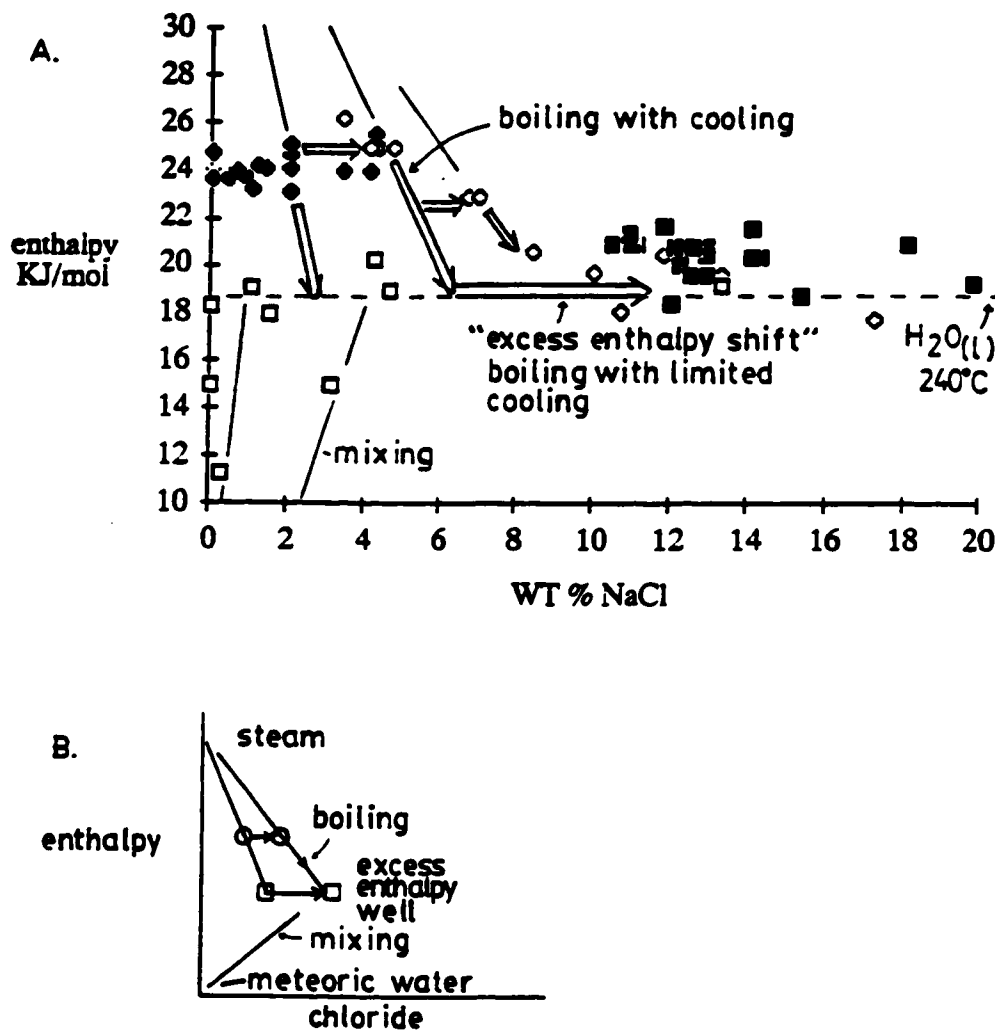 A.
30
28
26
24
22
20
18
16
14
12
10
enthalpy
KJ/mol
boiling with cooling
"excess enthalpy shift"
boiling with limited
cooling
H₂O(l)
240°C
mixing
0 2 4 6 8 10 12 14 16 18 20
WT % NaCl
B.
steam
enthalpy
boiling
excess
enthalpy
well
mixing
meteoric water
chloride